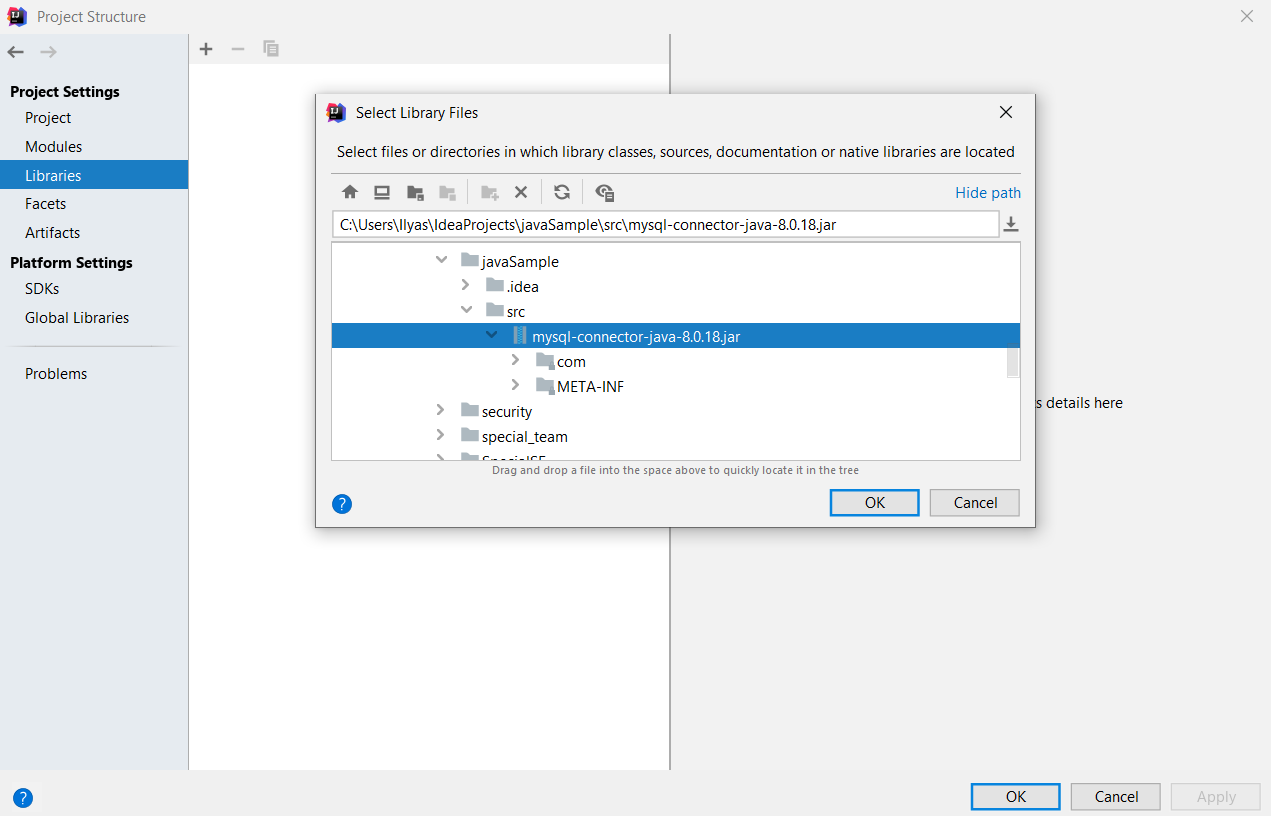 Project Structure
Project Settings
Project
Modules
Libraries
Facets
Artifacts
Platform Settings
SDKs
Global Libraries
Problems
Select Library Files
Select files or directories in which library classes, sources, documentation or native libraries are located
Hide path
C:\Users\Ilyas\IdeaProjects\javaSample\src\mysql-connector-java-8.0.18.jar
javaSample
.idea
src
mysql-connector-java-8.0.18.jar
com
META-INF
security
special_team
Drag and drop a file into the space above to quickly locate it in the tree
?
OK
Cancel
s details here
?
OK
Cancel
Apply